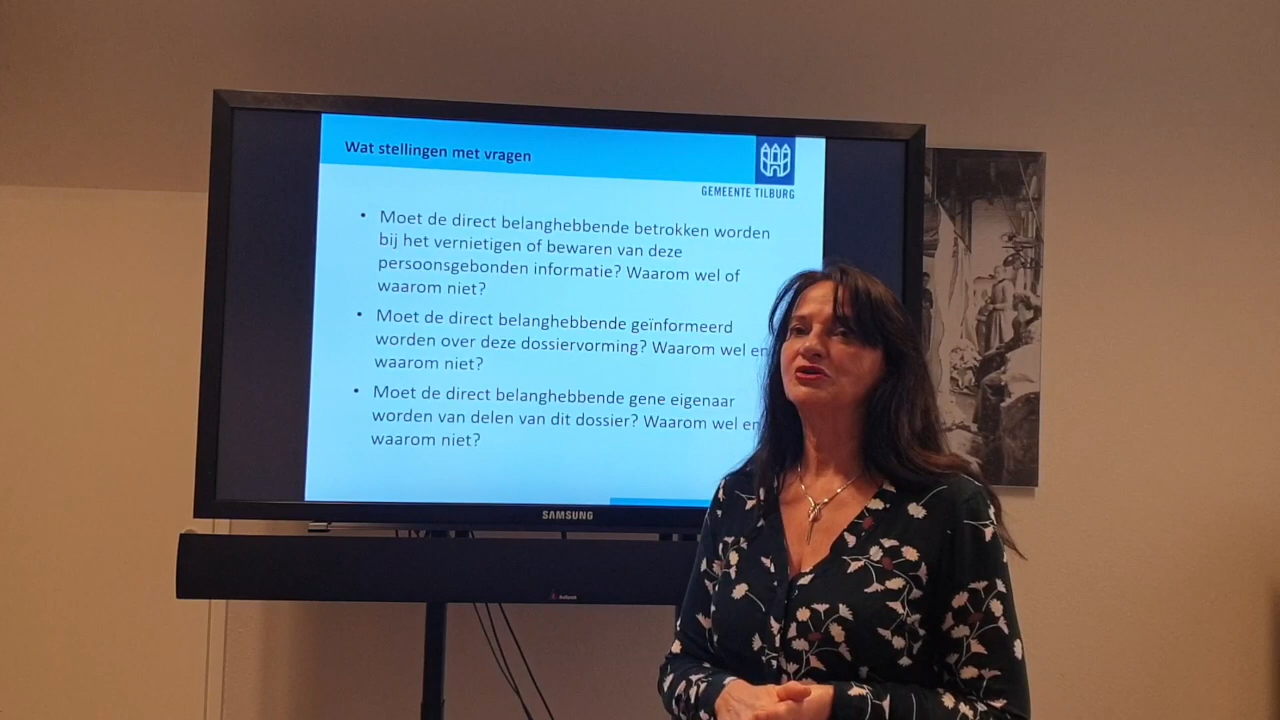 Wat stellingen met vragen
GEMEENTE TILBURG
• Moet de direct belanghebbende betrokken worden
bij het vernietigen of bewaren van deze
persoonsgebonden informatie? Waarom wel of
waarom niet?
• Moet de direct belanghebbende geïnformeerd
worden over deze dossiervorming? Waarom wel en
waarom niet?
• Moet de direct belanghebbende gene eigenaar
worden van delen van dit dossier? Waarom wel en
waarom niet?
SAMSUNG